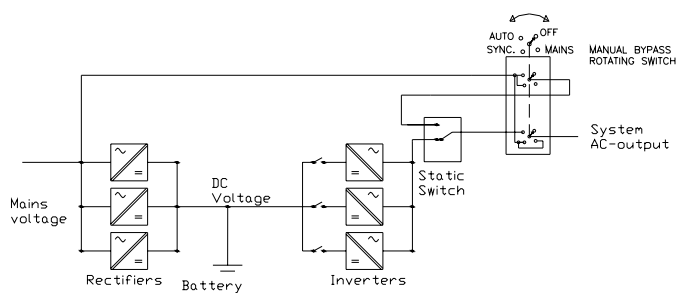 AUTO OFF
SYNC. MAINS
MANUAL BYPASS
ROTATING SWITCH
System
AC-output
Static
Switch
DC
Voltage
Mains
voltage
Rectifiers
Battery
Inverters